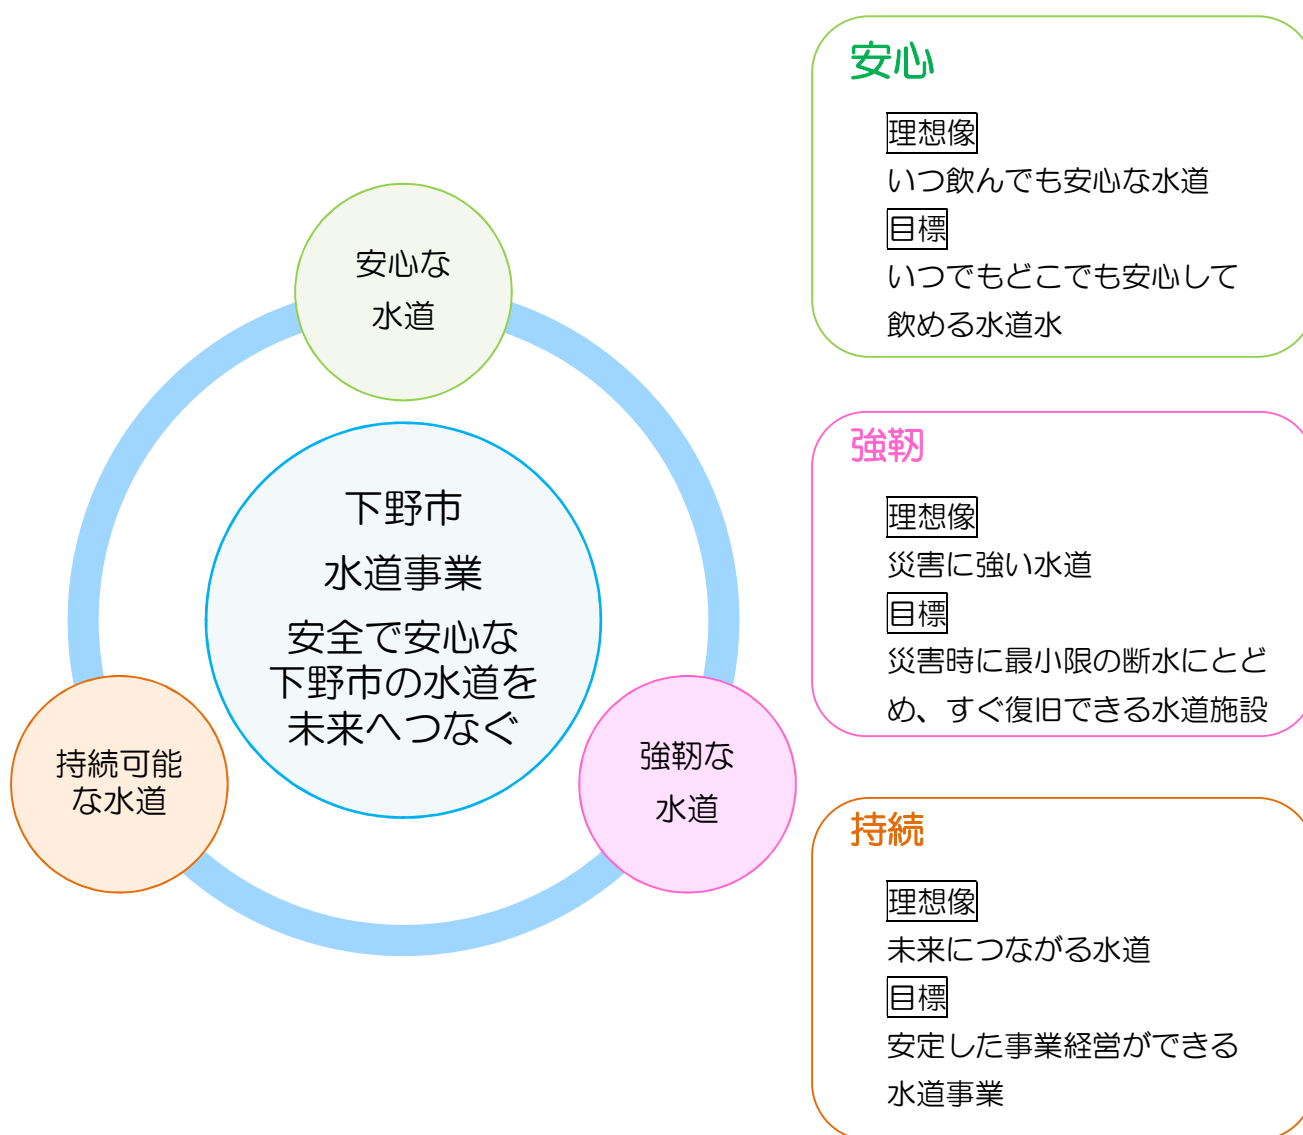 安心な
水道
下野市
水道事業
安全で安心な
下野市の水道を
未来へつなぐ
持続可能
な水道
強靭な
水道
安心
理想像
いつ飲んでも安心な水道
目標
いつでもどこでも安心して
飲める水道水
強靭
理想像
災害に強い水道
目標
災害時に最小限の断水にとど
め、すぐ復旧できる水道施設
持続
理想像
未来につながる水道
目標
安定した事業経営ができる
水道事業